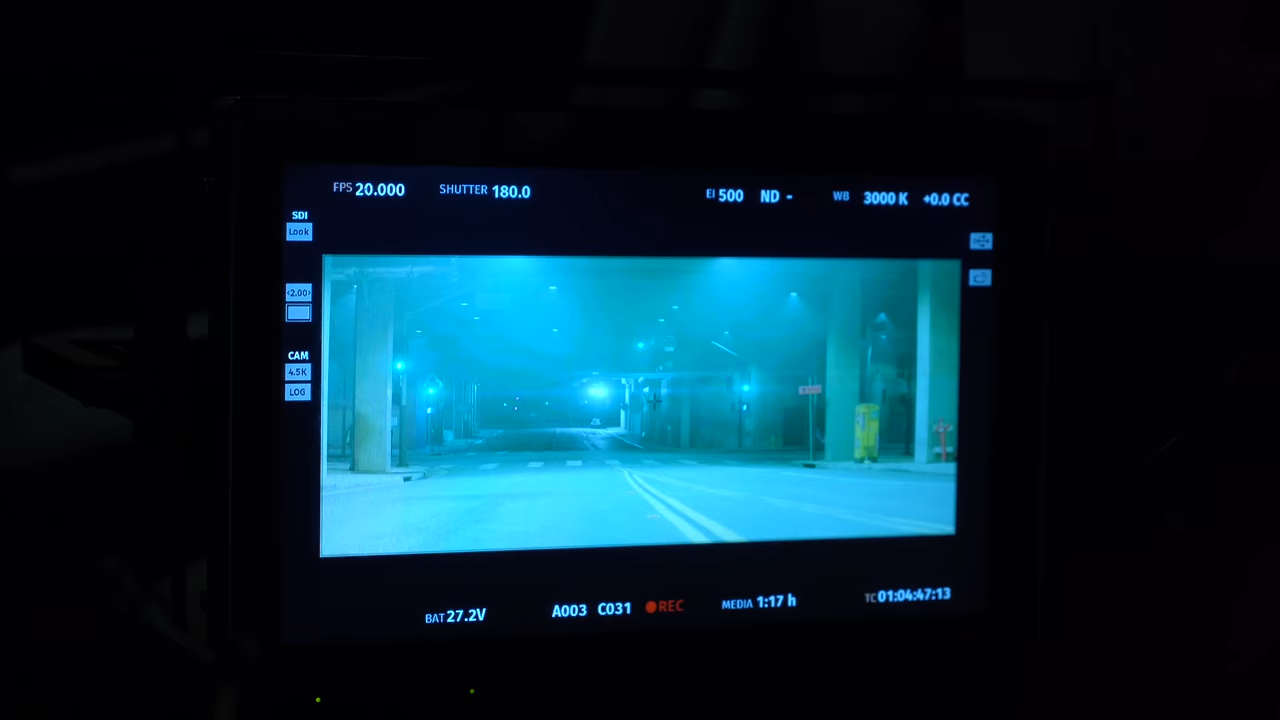 FPS 20.000 SHUTTER 180.0 EI 500 ND - WB 3000 K +0.0 CC
SDI
Look
<2.00>
CAM
4.5K
LOG
BAT 27.2V A003 C031 REC MEDIA 1:17 h TC 01:04:47:13